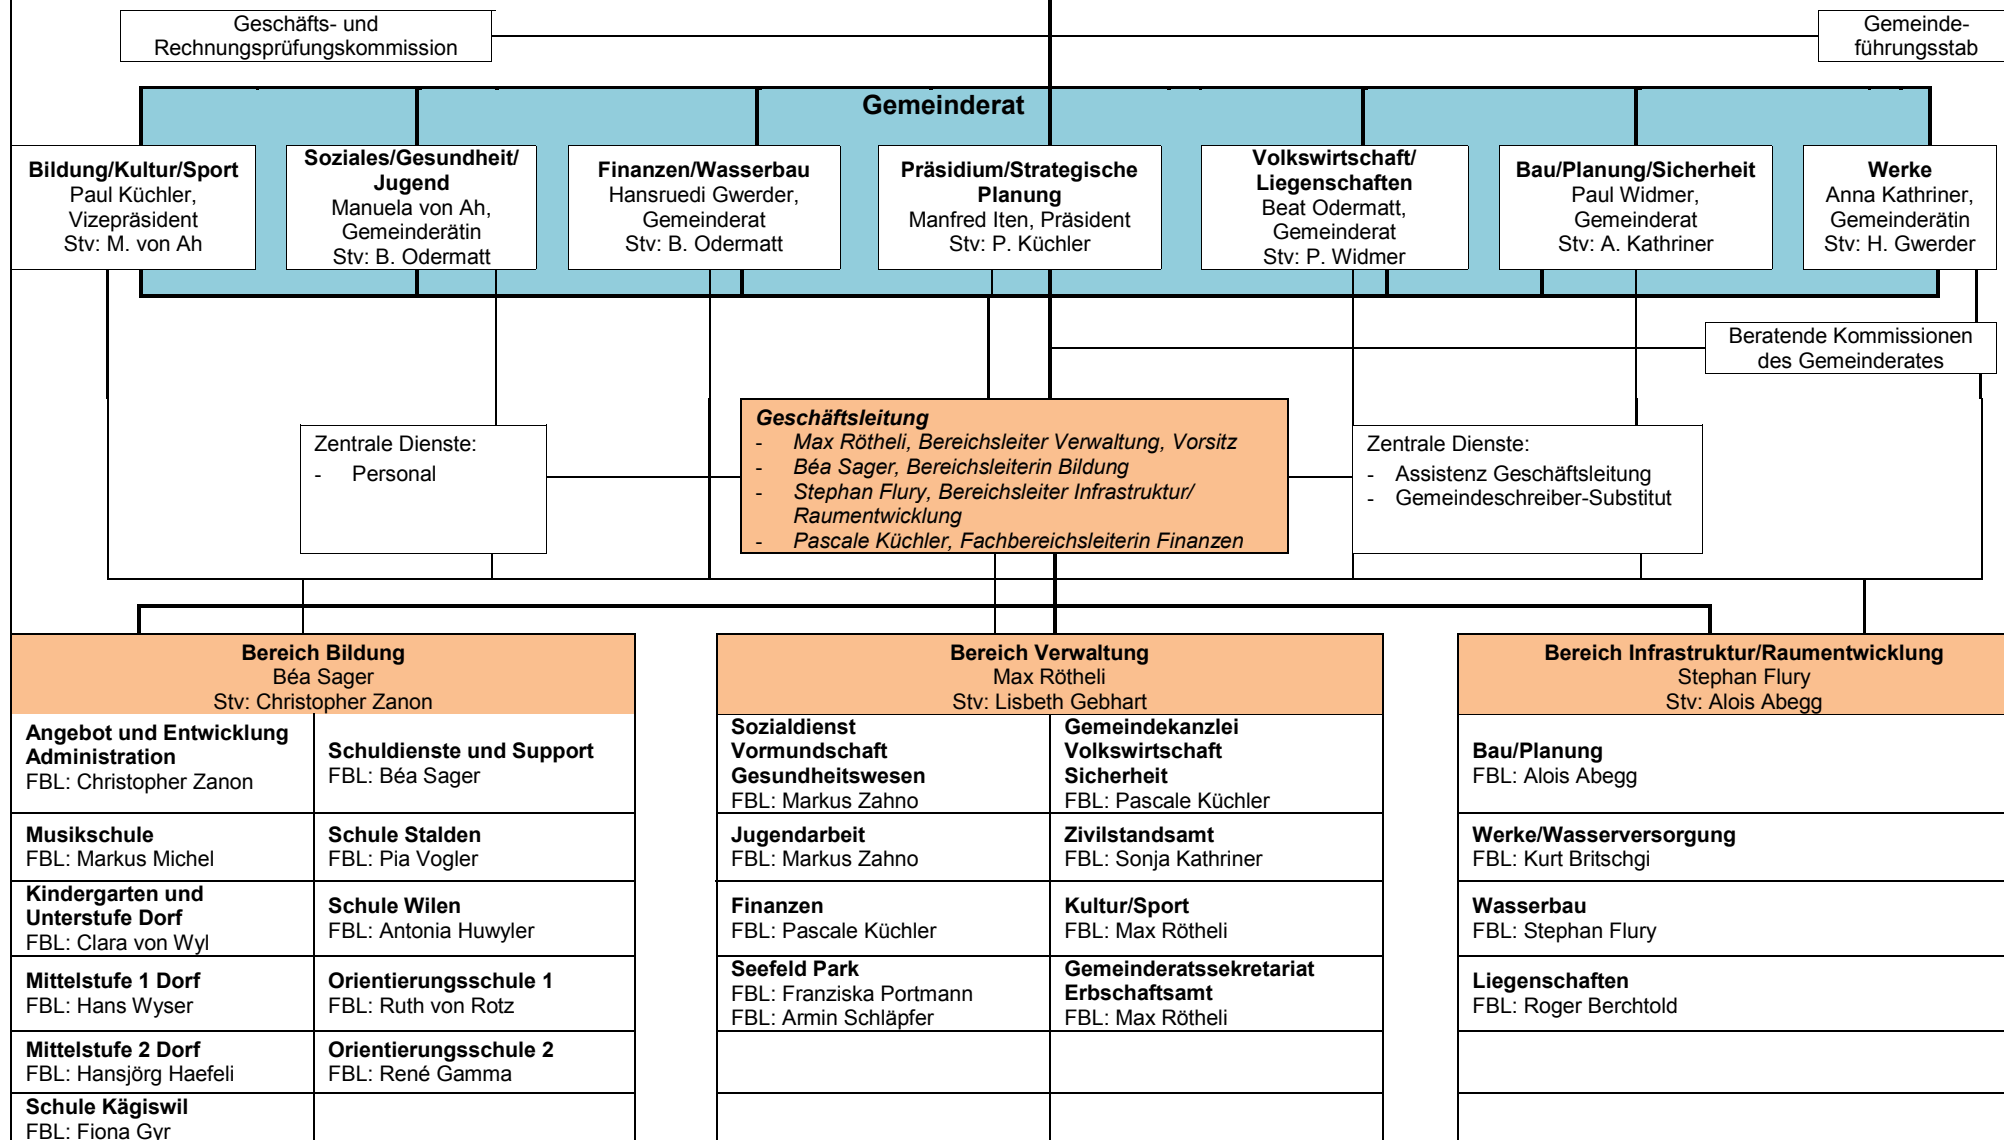 Geschäfts- und
Rechnungsprüfungskommission
Gemeinde-
führungsstab
Gemeinderat
Bildung/Kultur/Sport
Paul Küchler,
Vizepräsident
Stv: M. von Ah
Soziales/Gesundheit/
Jugend
Manuela von Ah,
Gemeinderätin
Stv: B. Odermatt
Finanzen/Wasserbau
Hansruedi Gwerder,
Gemeinderat
Stv: B. Odermatt
Präsidium/Strategische
Planung
Manfred Iten, Präsident
Stv: P. Küchler
Volkswirtschaft/
Liegenschaften
Beat Odermatt,
Gemeinderat
Stv: P. Widmer
Bau/Planung/Sicherheit
Paul Widmer,
Gemeinderat
Stv: A. Kathriner
Werke
Anna Kathriner,
Gemeinderätin
Stv: H. Gwerder
Beratende Kommissionen
des Gemeinderates
Zentrale Dienste:
- Personal
Geschäftsleitung
- Max Rötheli, Bereichsleiter Verwaltung, Vorsitz
- Béa Sager, Bereichsleiterin Bildung
- Stephan Flury, Bereichsleiter Infrastruktur/
Raumentwicklung
- Pascale Küchler, Fachbereichsleiterin Finanzen
Zentrale Dienste:
- Assistenz Geschäftsleitung
- Gemeindeschreiber-Substitut
Bereich Bildung
Béa Sager
Stv: Christopher Zanon
Angebot und Entwicklung
Administration
FBL: Christopher Zanon
Schuldienste und Support
FBL: Béa Sager
Musikschule
FBL: Markus Michel
Schule Stalden
FBL: Pia Vogler
Kindergarten und
Unterstufe Dorf
FBL: Clara von Wyl
Schule Wilen
FBL: Antonia Huwyler
Mittelstufe 1 Dorf
FBL: Hans Wyser
Orientierungsschule 1
FBL: Ruth von Rotz
Mittelstufe 2 Dorf
FBL: Hansjörg Haefeli
Orientierungsschule 2
FBL: René Gamma
Schule Kägiswil
FBL: Fiona Gyr
Bereich Verwaltung
Max Rötheli
Stv: Lisbeth Gebhart
Sozialdienst
Vormundschaft
Gesundheitswesen
FBL: Markus Zahno
Gemeindekanzlei
Volkswirtschaft
Sicherheit
FBL: Pascale Küchler
Jugendarbeit
FBL: Markus Zahno
Zivilstandsamt
FBL: Sonja Kathriner
Finanzen
FBL: Pascale Küchler
Kultur/Sport
FBL: Max Rötheli
Seefeld Park
FBL: Franziska Portmann
FBL: Armin Schläpfer
Gemeinderatssekretariat
Erbschaftsamt
FBL: Max Rötheli
Bereich Infrastruktur/Raumentwicklung
Stephan Flury
Stv: Alois Abegg
Bau/Planung
FBL: Alois Abegg
Werke/Wasserversorgung
FBL: Kurt Britschgi
Wasserbau
FBL: Stephan Flury
Liegenschaften
FBL: Roger Berchtold